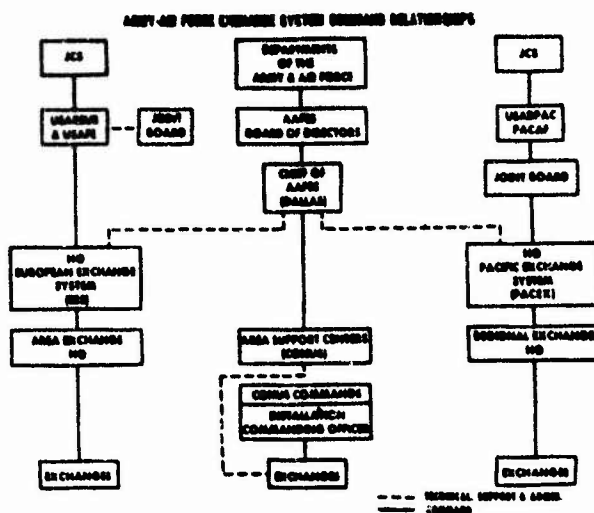 ARMY-AIR FORCE EXCHANGE SYSTEM COMMAND RELATIONSHIPS
JCS
USAREUR
& USAFE
JOINT
BOARD
DEPARTMENTS
OF THE
ARMY & AIR FORCE
AAFES
BOARD OF DIRECTORS
CHIEF OF
AAFES
(DALLAS)
JCS
USARPAC
PACAF
JOINT BOARD
HQ
EUROPEAN EXCHANGE
SYSTEM
(EES)
AREA EXCHANGE
HQ
EXCHANGES
AREA SUPPORT CENTERS
(CONUS)
CONUS COMMANDS
INSTALLATION
COMMANDING OFFICER
EXCHANGES
HQ
PACIFIC EXCHANGE
SYSTEM
(PACEX)
REGIONAL EXCHANGE
HQ
EXCHANGES
TECHNICAL SUPPORT & ADMIN.
COMMAND